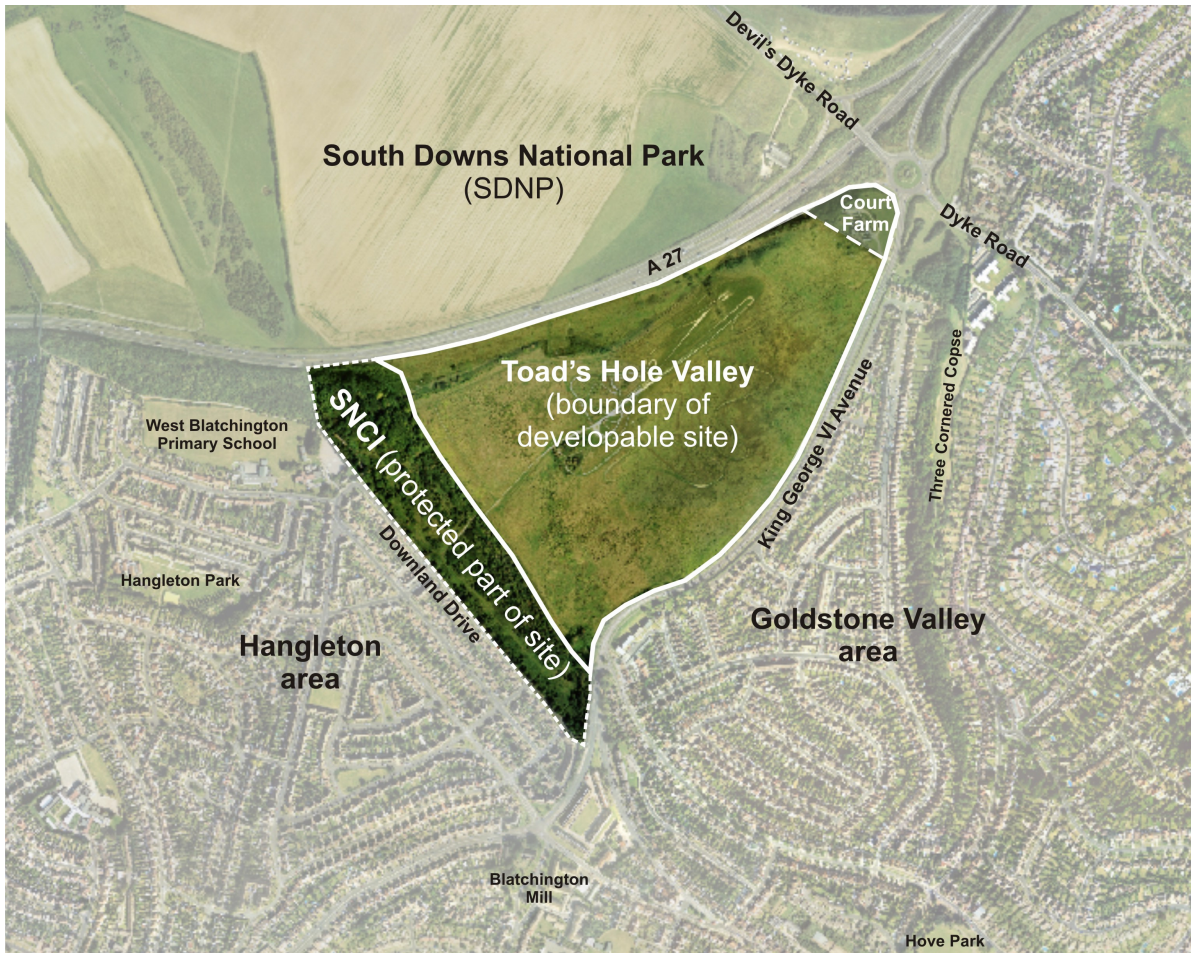 Devil's Dyke Road
South Downs National Park
(SDNP)
Court
Farm
Dyke Road
A 27
Toad's Hole Valley
(boundary of
developable site)
King George VI Avenue
Three Cornered Copse
SNCI (protected part of site)
West Blatchington
Primary School
Downland Drive
Hangleton Park
Hangleton
area
Goldstone Valley
area
Blatchington
Mill
Hove Park